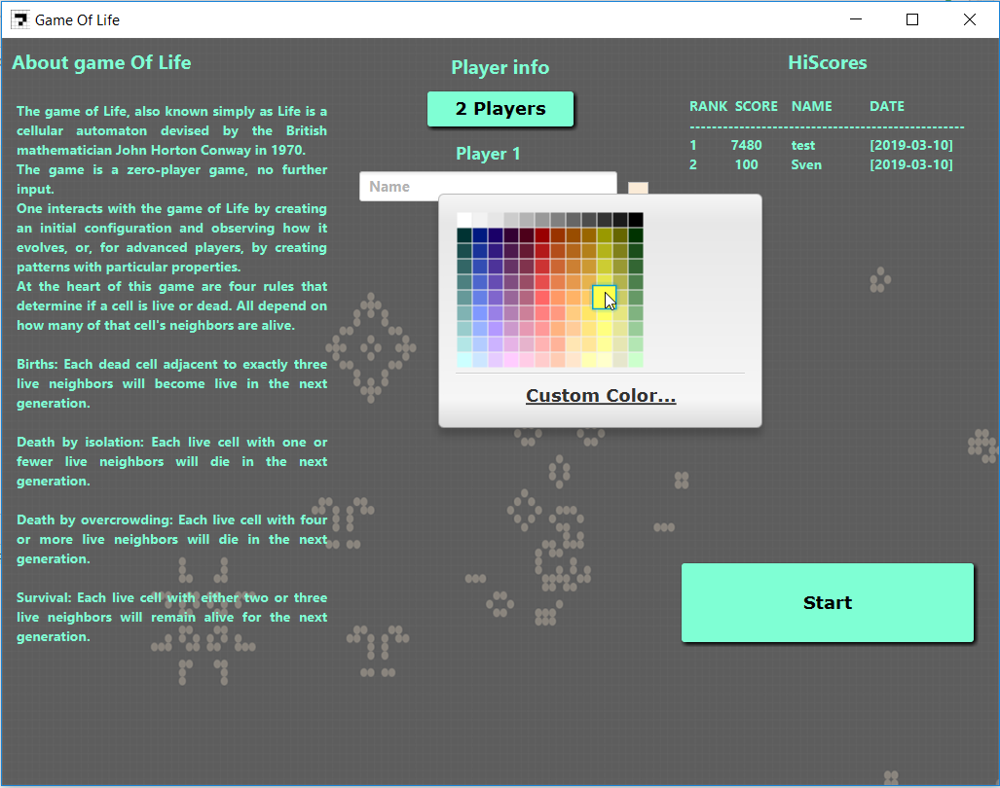 Game Of Life
About game Of Life
The game of Life, also known simply as Life is a
cellular automaton devised by the British
mathematician John Horton Conway in 1970.
The game is a zero-player game, no further
input.
One interacts with the game of Life by creating
an initial configuration and observing how it
evolves, or, for advanced players, by creating
patterns with particular properties.
At the heart of this game are four rules that
determine if a cell is live or dead. All depend on
how many of that cell's neighbors are alive.
Births: Each dead cell adjacent to exactly three
live neighbors will become live in the next
generation.
Death by isolation: Each live cell with one or
fewer live neighbors will die in the next
generation.
Death by overcrowding: Each live cell with four
or more live neighbors will die in the next
generation.
Survival: Each live cell with either two or three
live neighbors will remain alive for the next
generation.
Player info
2 Players
Player 1
Name
Custom Color...
HiScores
RANK SCORE NAME DATE
--------------------------------------------------
1 7480 test [2019-03-10]
2 100 Sven [2019-03-10]
Start